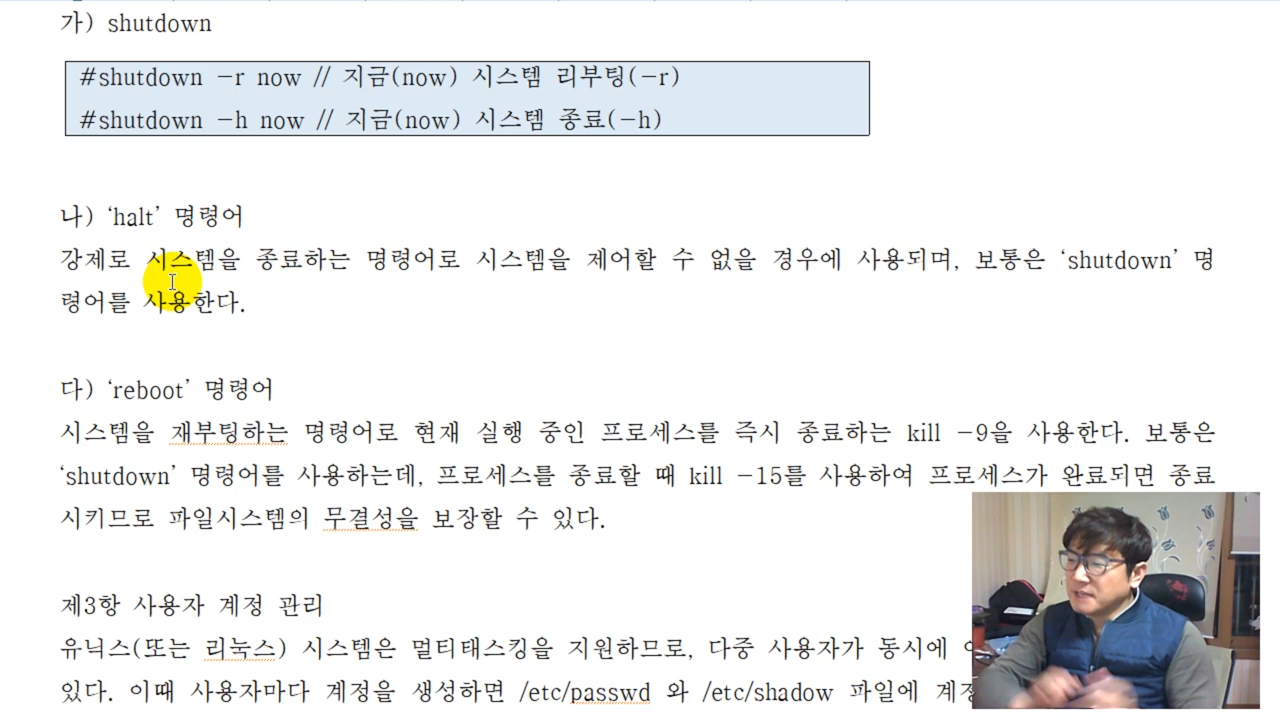 가) shutdown
#shutdown -r now // 지금(now) 시스템 리부팅(-r)
#shutdown -h now // 지금(now) 시스템 종료(-h)
나) ‘halt’ 명령어
강제로 시스템을 종료하는 명령어로 시스템을 제어할 수 없을 경우에 사용되며, 보통은 ‘shutdown’ 명
령어를 사용한다.
다) ‘reboot’ 명령어
시스템을 재부팅하는 명령어로 현재 실행 중인 프로세스를 즉시 종료하는 kill -9을 사용한다. 보통은
‘shutdown’ 명령어를 사용하는데, 프로세스를 종료할 때 kill -15를 사용하여 프로세스가 완료되면 종료
시키므로 파일시스템의 무결성을 보장할 수 있다.
제3항 사용자 계정 관리
유닉스(또는 리눅스) 시스템은 멀티태스킹을 지원하므로, 다중 사용자가 동시에
있다. 이때 사용자마다 계정을 생성하면 /etc/passwd 와 /etc/shadow 파일에